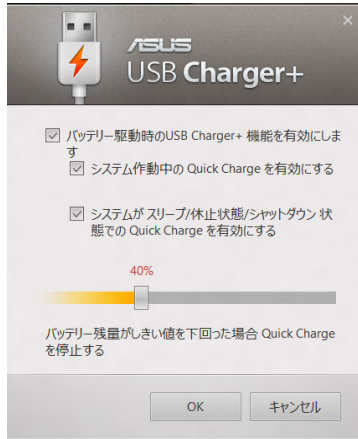 ASUS
USB Charger+
バッテリー駆動時のUSB Charger+ 機能を有効にしま
す
システム作動中の Quick Charge を有効にする
システムが スリープ/休止状態/シャットダウン 状
態での Quick Charge を有効にする
40%
バッテリー残量がしきい値を下回った場合 Quick Charge
を停止する
OK キャンセル